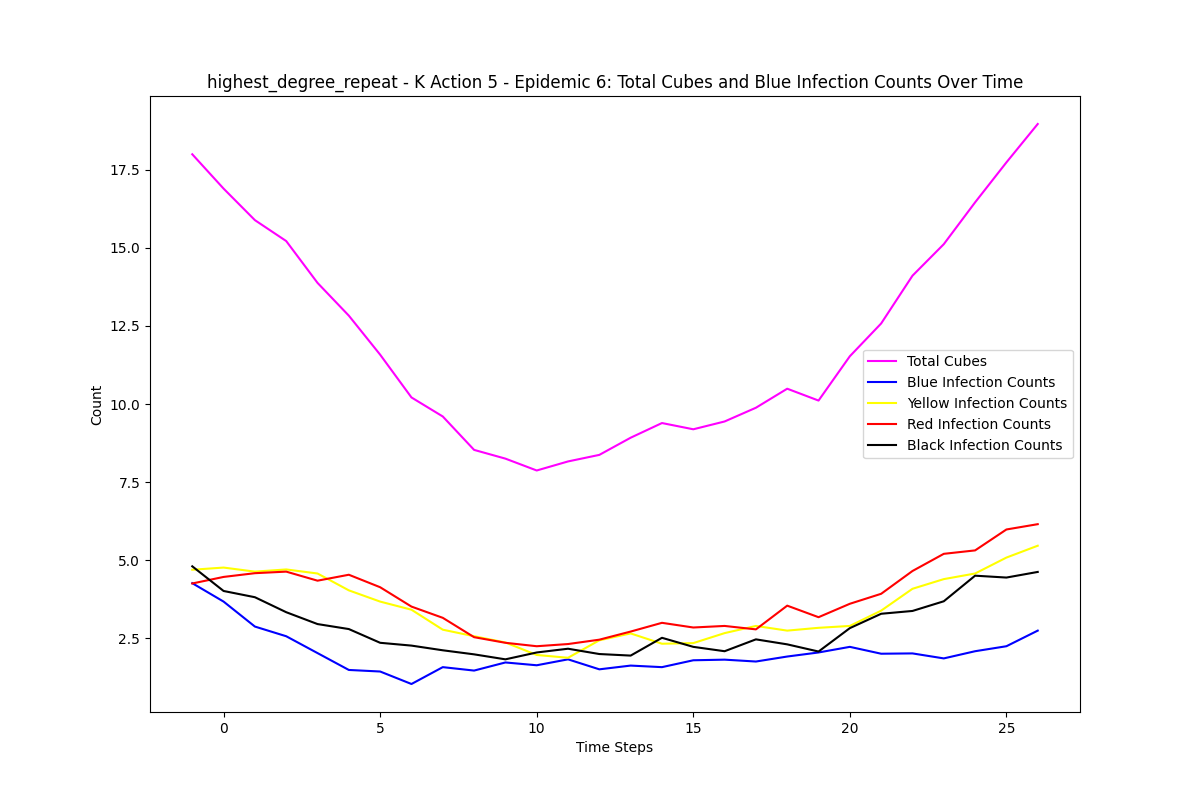 highest_degree_repeat - K Action 5 - Epidemic 6: Total Cubes and Blue Infection Counts Over Time
17.5
15.0
12.5
10.0
7.5
5.0
2.5
Count
Total Cubes
Blue Infection Counts
Yellow Infection Counts
Red Infection Counts
Black Infection Counts
0 5 10 15 20 25
Time Steps